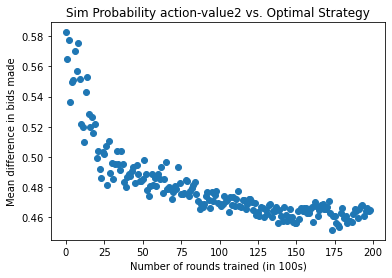 Sim Probability action-value2 vs. Optimal Strategy
Mean difference in bids made
0.58
0.56
0.54
0.52
0.50
0.48
0.46
0 25 50 75 100 125 150 175 200
Number of rounds trained (in 100s)